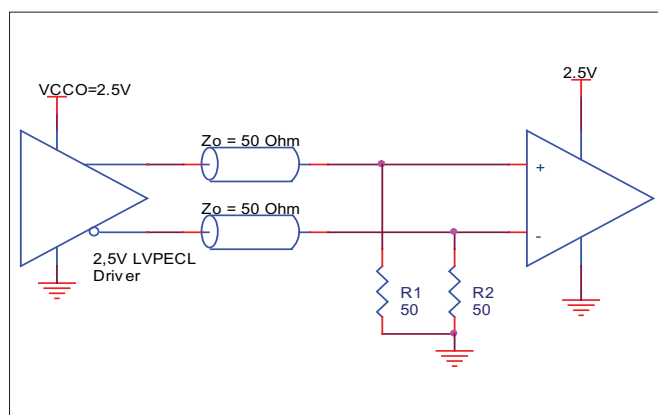 VCCO=2.5V
2.5V
Zo = 50 Ohm
+
Zo = 50 Ohm
-
2,5V LVPECL
Driver
R1
50
R2
50